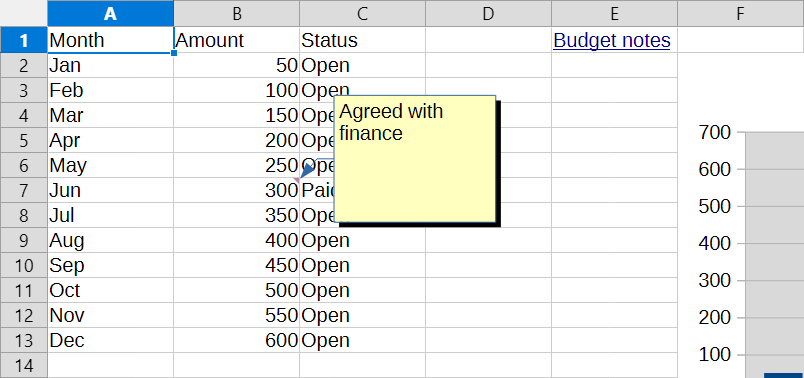 A B C D E F
1 Month Amount Status Budget notes
2 Jan 50 Open
3 Feb 100 Open
4 Mar 150 Agreed with
finance
5 Apr 200
6 May 250
7 Jun 300
8 Jul 350
9 Aug 400 Open
10 Sep 450 Open
11 Oct 500 Open
12 Nov 550 Open
13 Dec 600 Open
14
700
600
500
400
300
200
100